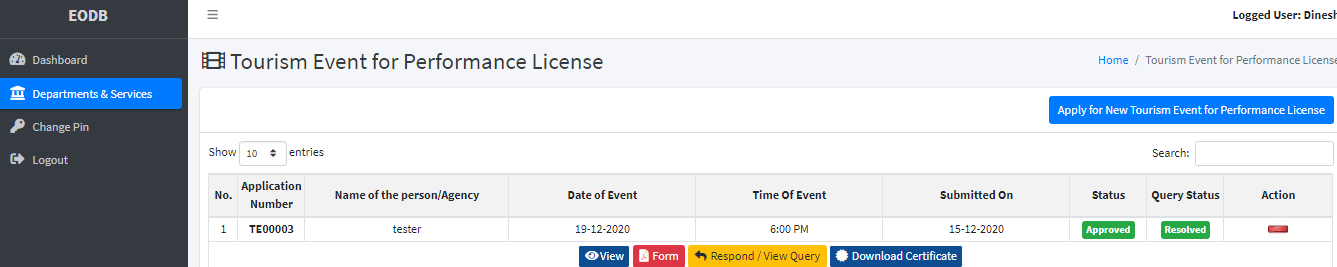 EODB
Logged User: Dinesh
Dashboard
Departments & Services
Change Pin
Logout
Tourism Event for Performance License
Home / Tourism Event for Performance License
Apply for New Tourism Event for Performance License
Show 10 entries
Search:
No. Application Number Name of the person/Agency Date of Event Time Of Event Submitted On Status Query Status Action
1 TE00003 tester 19-12-2020 6:00 PM 15-12-2020 Approved Resolved
View Form Respond / View Query Download Certificate